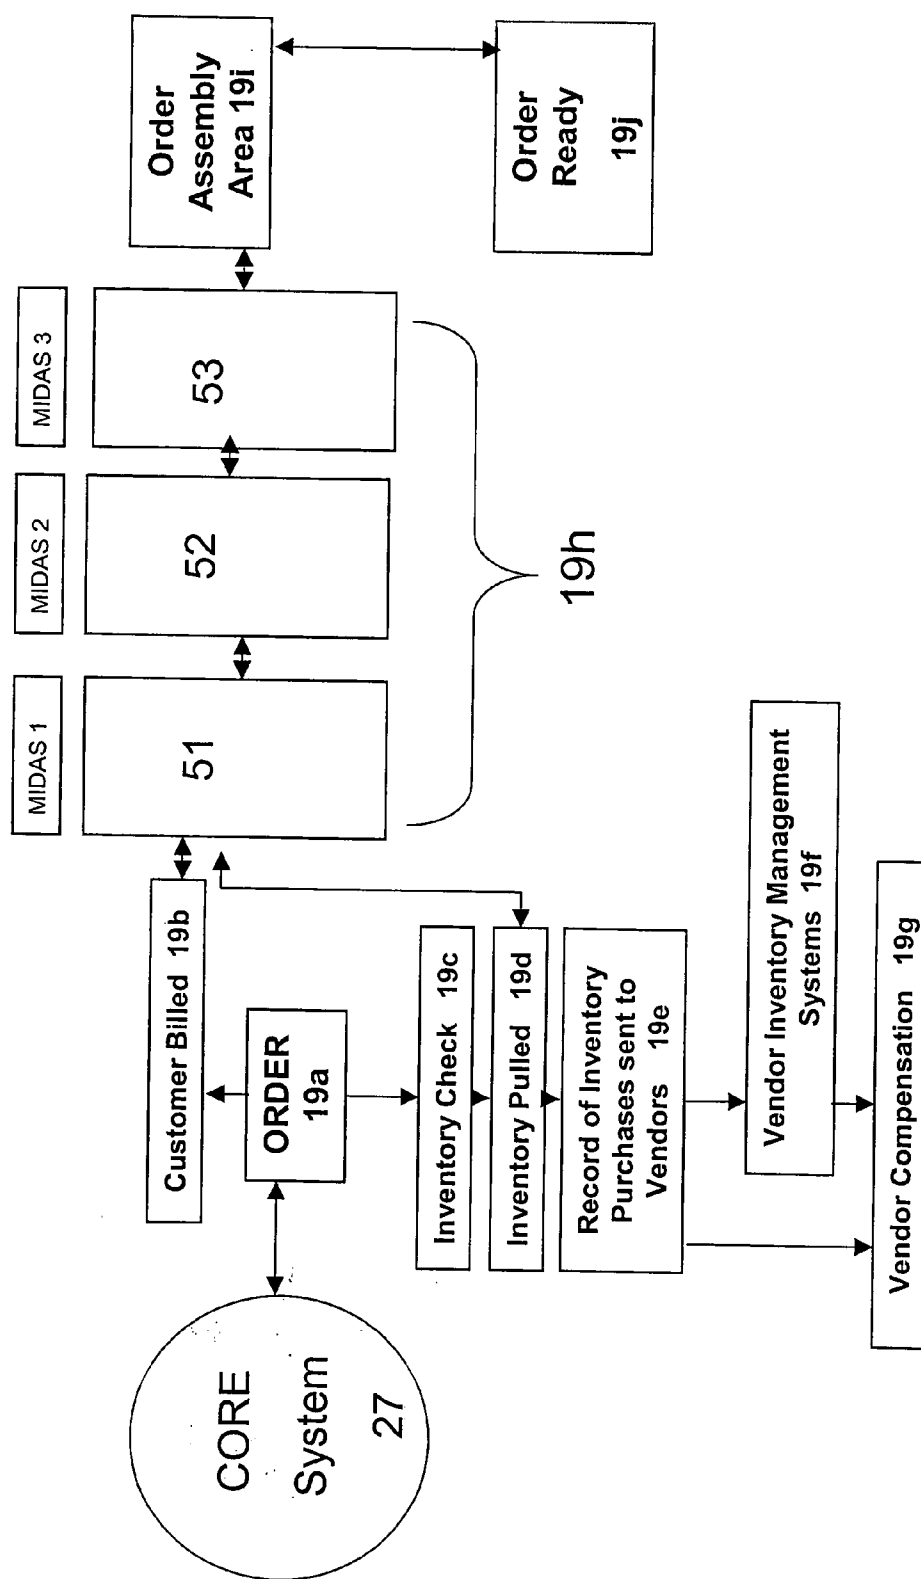 MIDAS 1
MIDAS 2
MIDAS 3
51
52
53
19h
Order
Assembly
Area 19i
Order
Ready
19j
CORE
System
27
Customer Billed 19b
ORDER
19a
Inventory Check 19c
Inventory Pulled 19d
Record of Inventory
Purchases sent to
Vendors 19e
Vendor Inventory Management
Systems 19f
Vendor Compensation 19g